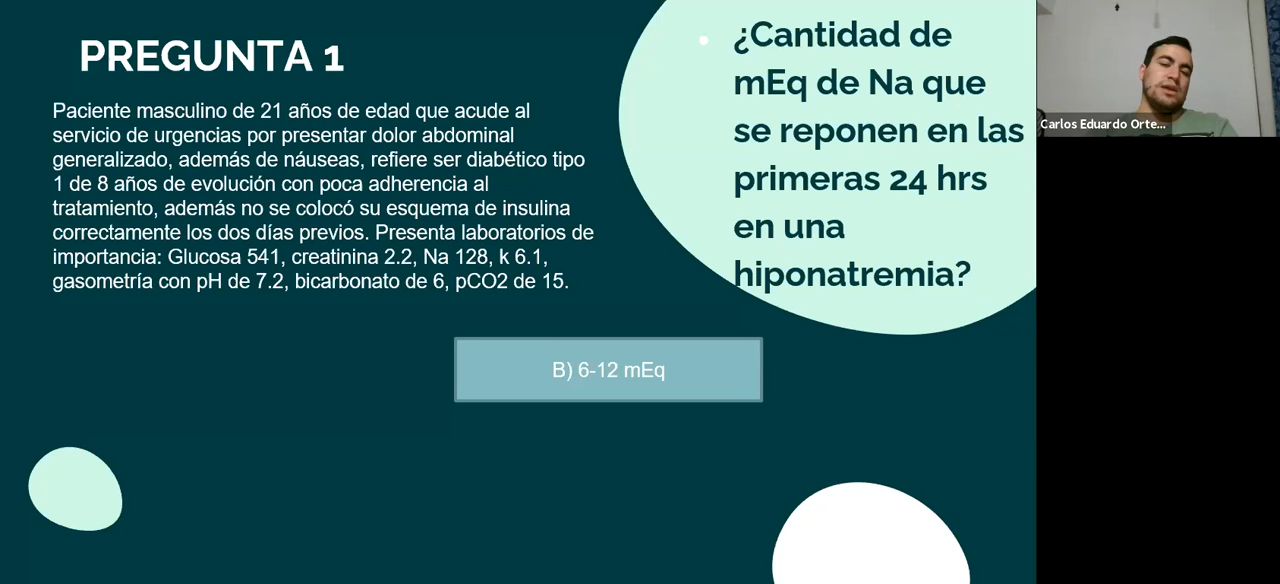 PREGUNTA 1
Paciente masculino de 21 años de edad que acude al
servicio de urgencias por presentar dolor abdominal
generalizado, además de náuseas, refiere ser diabético tipo
1 de 8 años de evolución con poca adherencia al
tratamiento, además no se colocó su esquema de insulina
correctamente los dos días previos. Presenta laboratorios de
importancia: Glucosa 541, creatinina 2.2, Na 128, k 6.1,
gasometría con pH de 7.2, bicarbonato de 6, pCO2 de 15.
¿Cantidad de
mEq de Na que
se reponen en las
primeras 24 hrs
en una
hiponatremia?
B) 6-12 mEq
Carlos Eduardo Orte...